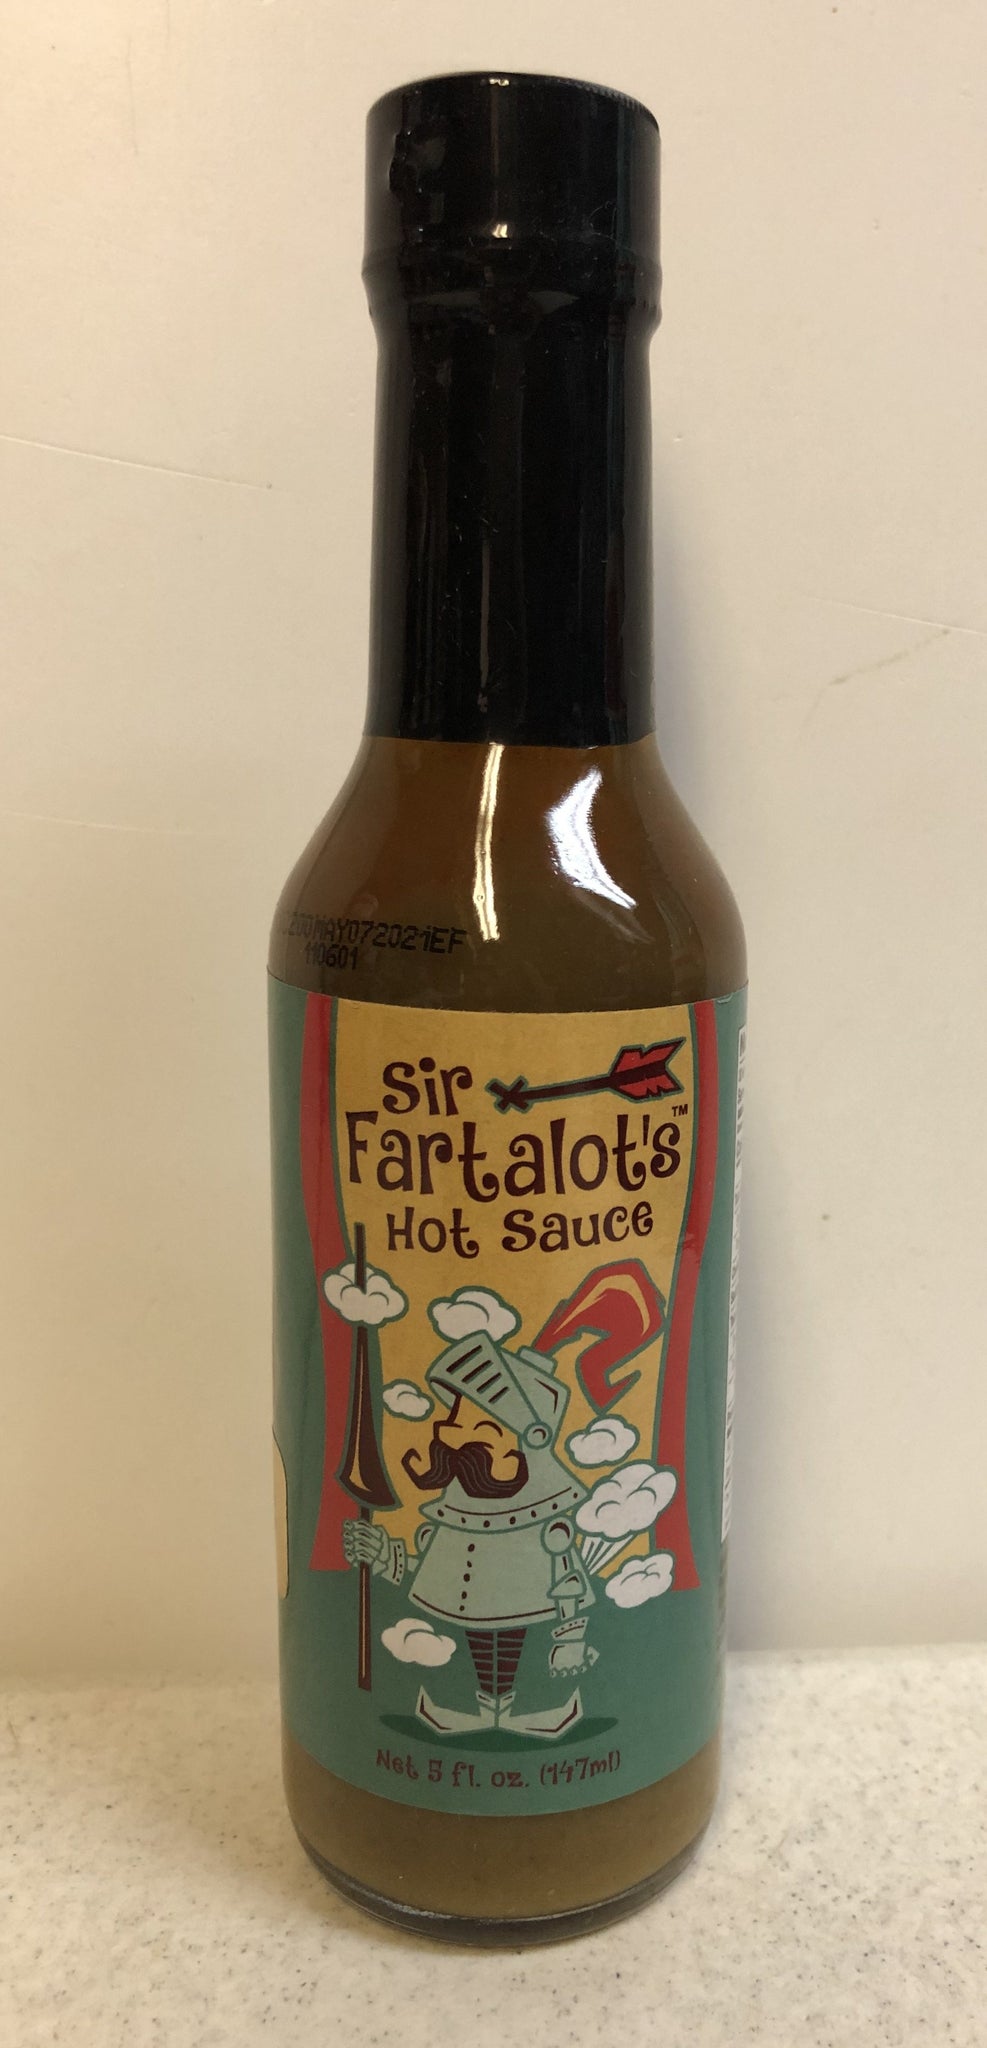 200MAY072021EF
110601
Sir
Fartalot's™
Hot Sauce
Net 5 fl. oz. (147ml)